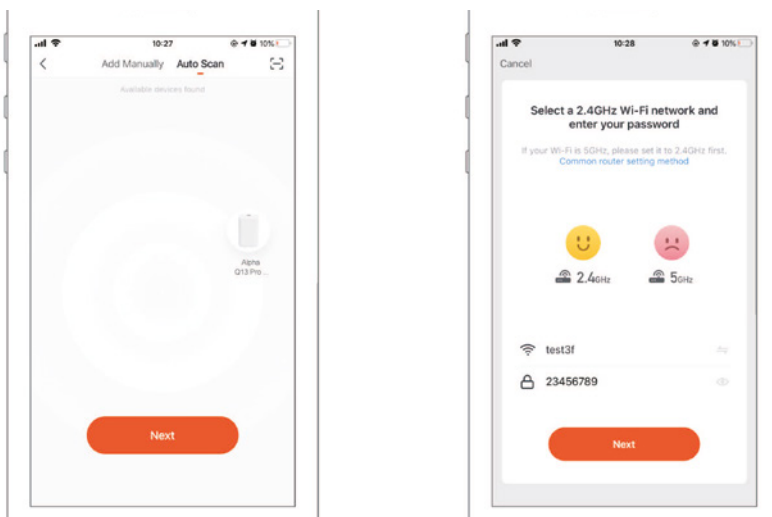 10:27
10%
Add Manually Auto Scan
Available devices found
Alpha
Q13 Pro ...
Next
10:28
10%
Cancel
Select a 2.4GHz Wi-Fi network and
enter your password
If your Wi-Fi is 5GHz, please set it to 2.4GHz first.
Common router setting method
2.4GHz
5GHz
test3f
23456789
Next